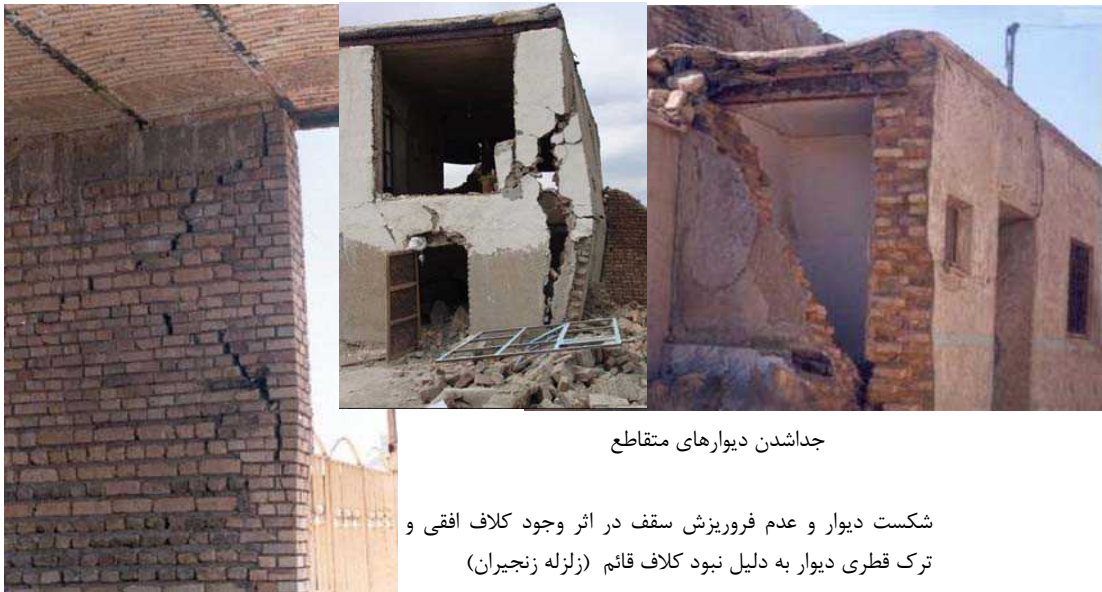 جداشدن دیوارهای متقاطع
شکست دیوار و عدم فروریزش سقف در اثر وجود کلاف افقی و
ترک قطری دیوار به دلیل نبود کلاف قائم (زلزله زنجیران)